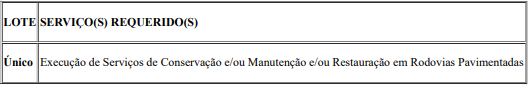 LOTE SERVIÇO(S) REQUERIDO(S)
Único Execução de Serviços de Conservação e/ou Manutenção e/ou Restauração em Rodovias Pavimentadas